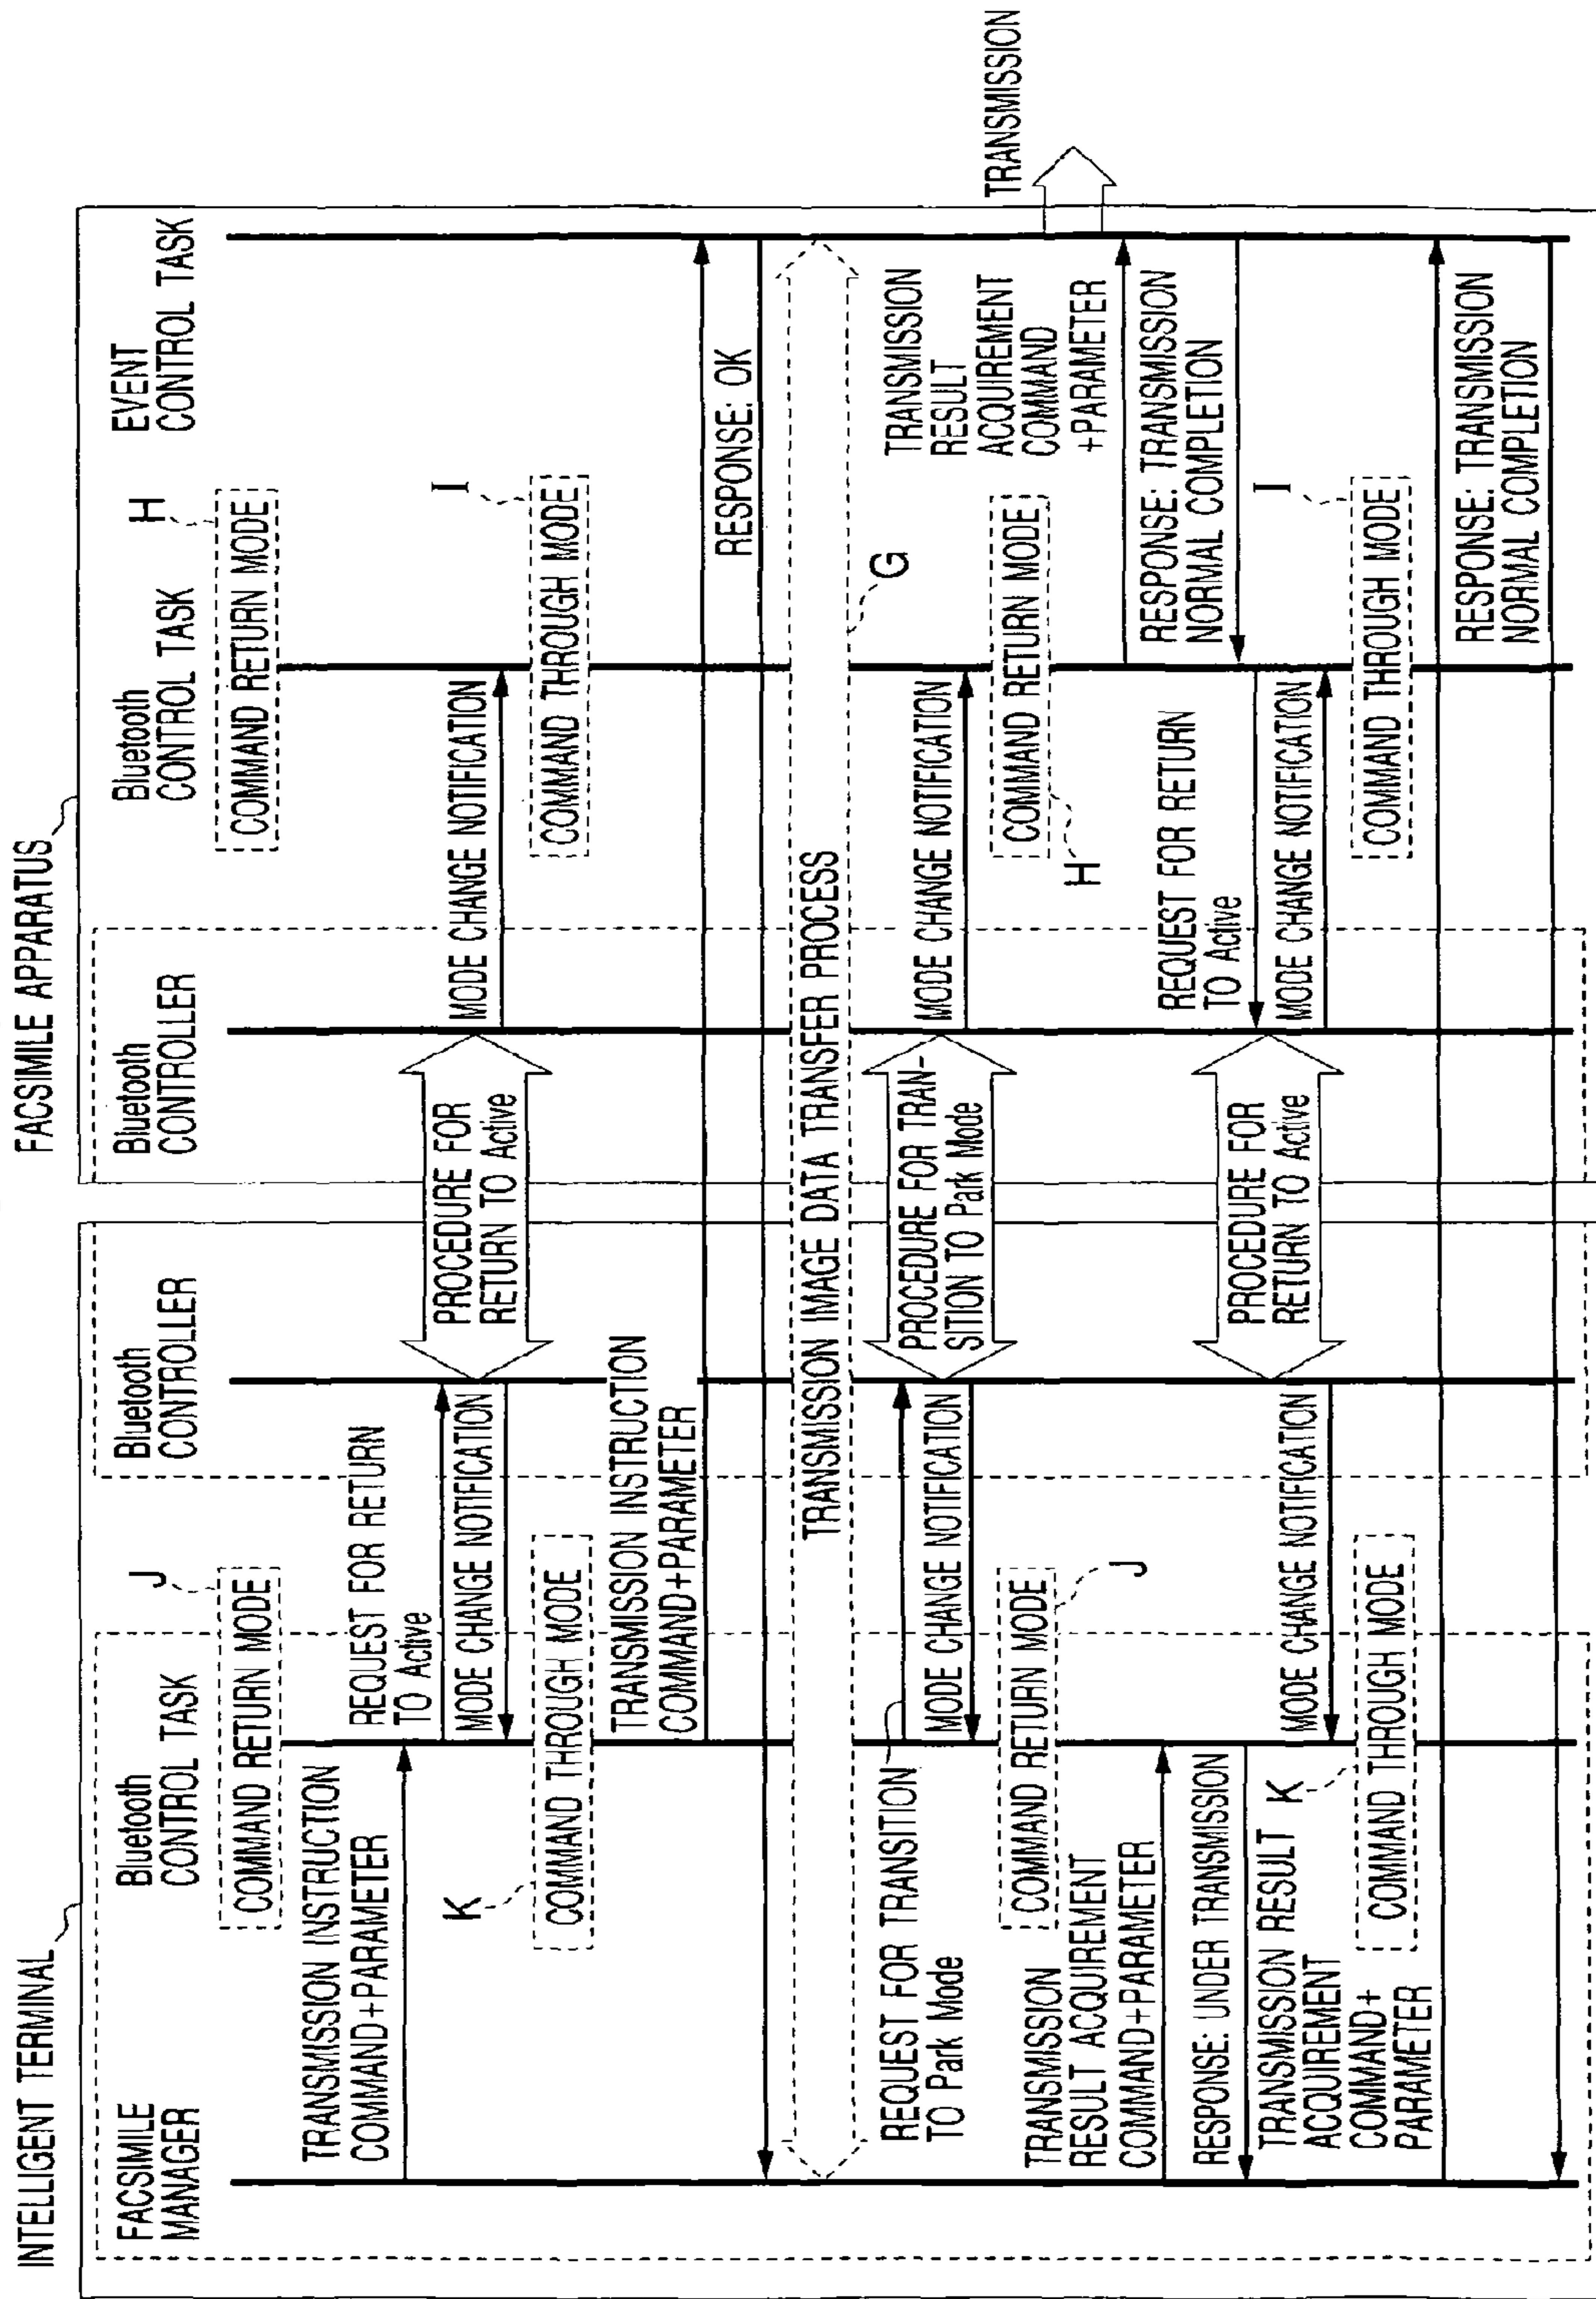 INTELLIGENT TERMINAL
FACSIMILE APPARATUS
FACSIMILE
MANAGER
Bluetooth
CONTROL TASK
Bluetooth
CONTROLLER
Bluetooth
CONTROLLER
Bluetooth
CONTROL TASK
EVENT
CONTROL TASK
J
H
COMMAND RETURN MODE
COMMAND RETURN MODE
TRANSMISSION INSTRUCTION
COMMAND+PARAMETER
REQUEST FOR RETURN
TO Active
PROCEDURE FOR
RETURN TO Active
MODE CHANGE NOTIFICATION
MODE CHANGE NOTIFICATION
K
I
COMMAND THROUGH MODE
COMMAND THROUGH MODE
TRANSMISSION INSTRUCTION
COMMAND+PARAMETER
RESPONSE: OK
TRANSMISSION IMAGE DATA TRANSFER PROCESS
G
REQUEST FOR TRANSITION
TO Park Mode
PROCEDURE FOR TRAN-
SITION TO Park Mode
MODE CHANGE NOTIFICATION
MODE CHANGE NOTIFICATION
TRANSMISSION
RESULT
ACQUIREMENT
COMMAND
+PARAMETER
TRANSMISSION
COMMAND RETURN MODE
J
COMMAND RETURN MODE
H
TRANSMISSION
RESULT ACQUIREMENT
COMMAND+PARAMETER
RESPONSE: TRANSMISSION
NORMAL COMPLETION
RESPONSE: UNDER TRANSMISSION
REQUEST FOR RETURN
TO Active
PROCEDURE FOR
RETURN TO Active
MODE CHANGE NOTIFICATION
MODE CHANGE NOTIFICATION
TRANSMISSION RESULT
ACQUIREMENT
COMMAND+
PARAMETER
K
I
COMMAND THROUGH MODE
COMMAND THROUGH MODE
RESPONSE: TRANSMISSION
NORMAL COMPLETION